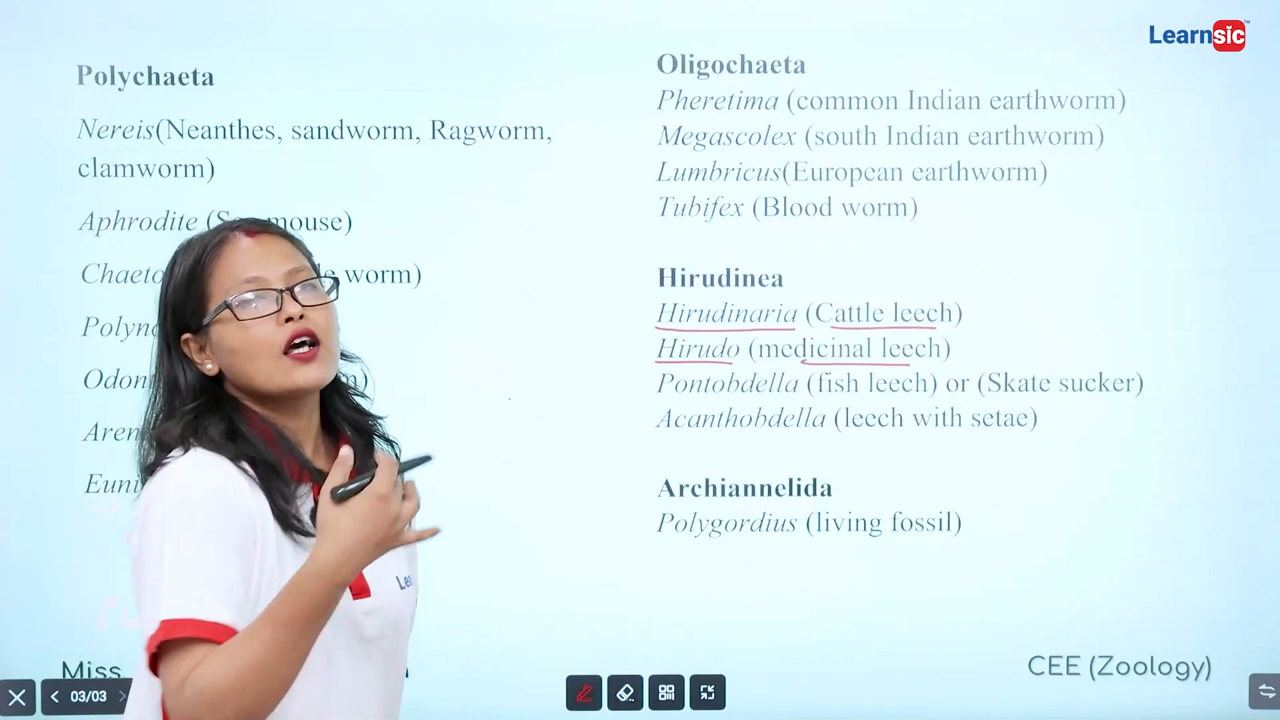 Learnsic
Polychaeta
Nereis(Neanthes, sandworm, Ragworm,
clamworm)
Aphrodite mouse)
worm)
Oligochaeta
Pheretima (common Indian earthworm)
Megascolex (south Indian earthworm)
Lumbricus(European earthworm)
Tubifex (Blood worm)
Hirudinea
Hirudinaria (Cattle leech)
Hirudo (medicinal leech)
Pontobdella (fish leech) or (Skate sucker)
Acanthobdella (leech with setae)
Archiannelida
Polygordius (living fossil)
Miss
CEE (Zoology)
03/03